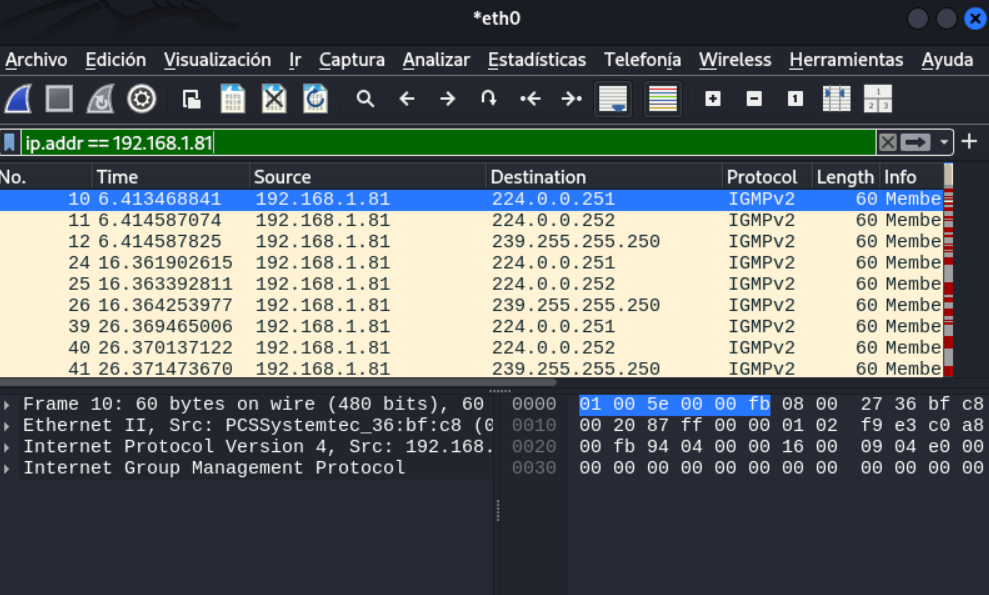 *eth0
Archivo Edición Visualización Ir Captura Analizar Estadísticas Telefonía Wireless Herramientas Ayuda
ip.addr == 192.168.1.81
No. Time Source Destination Protocol Length Info
10 6.413468841 192.168.1.81 224.0.0.251 IGMPv2 60 Membe
11 6.414587074 192.168.1.81 224.0.0.252 IGMPv2 60 Membe
12 6.414587825 192.168.1.81 239.255.255.250 IGMPv2 60 Membe
24 16.361902615 192.168.1.81 224.0.0.251 IGMPv2 60 Membe
25 16.363392811 192.168.1.81 224.0.0.252 IGMPv2 60 Membe
26 16.364253977 192.168.1.81 239.255.255.250 IGMPv2 60 Membe
39 26.369465006 192.168.1.81 224.0.0.251 IGMPv2 60 Membe
40 26.370137122 192.168.1.81 224.0.0.252 IGMPv2 60 Membe
41 26.371473670 192.168.1.81 239.255.255.250 IGMPv2 60 Membe
Frame 10: 60 bytes on wire (480 bits), 60
Ethernet II, Src: PCSSystemtec_36:bf:c8 (0
Internet Protocol Version 4, Src: 192.168.
Internet Group Management Protocol
0000 01 00 5e 00 00 fb 08 00 27 36 bf c8
0010 00 20 87 ff 00 00 01 02 f9 e3 c0 a8
0020 00 fb 94 04 00 00 16 00 09 04 e0 00
0030 00 00 00 00 00 00 00 00 00 00 00 00